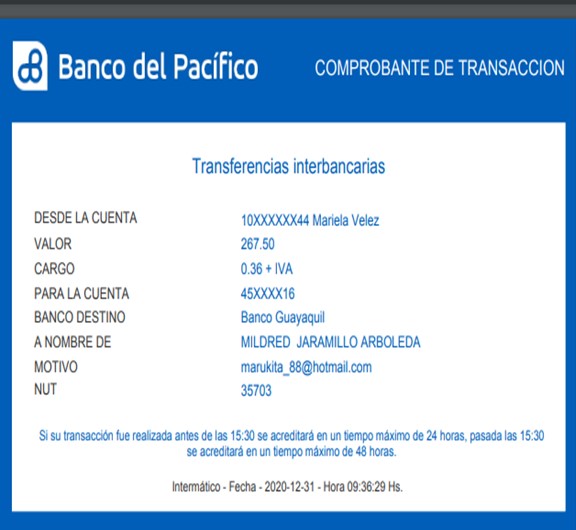 Banco del Pacífico
COMPROBANTE DE TRANSACCION
Transferencias interbancarias
DESDE LA CUENTA 10XXXXXX44 Mariela Velez
VALOR 267.50
CARGO 0.36 + IVA
PARA LA CUENTA 45XXXX16
BANCO DESTINO Banco Guayaquil
A NOMBRE DE MILDRED JARAMILLO ARBOLEDA
MOTIVO marukita_88@hotmail.com
NUT 35703
Si su transacción fue realizada antes de las 15:30 se acreditará en un tiempo máximo de 24 horas, pasada las 15:30
se acreditará en un tiempo máximo de 48 horas.
Intermático - Fecha - 2020-12-31 - Hora 09:36:29 Hs.